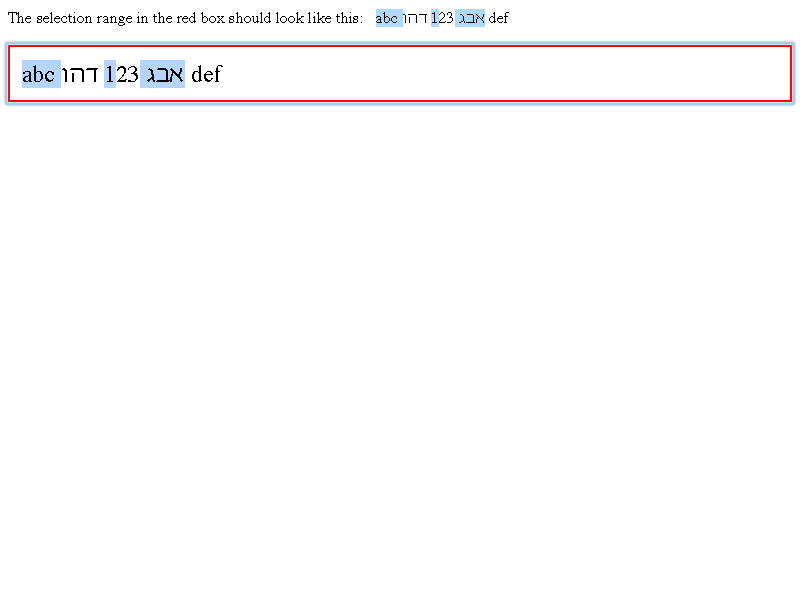 The selection range in the red box should look like this: abc אבג 123 דהו def
abc אבג 123 דהו def